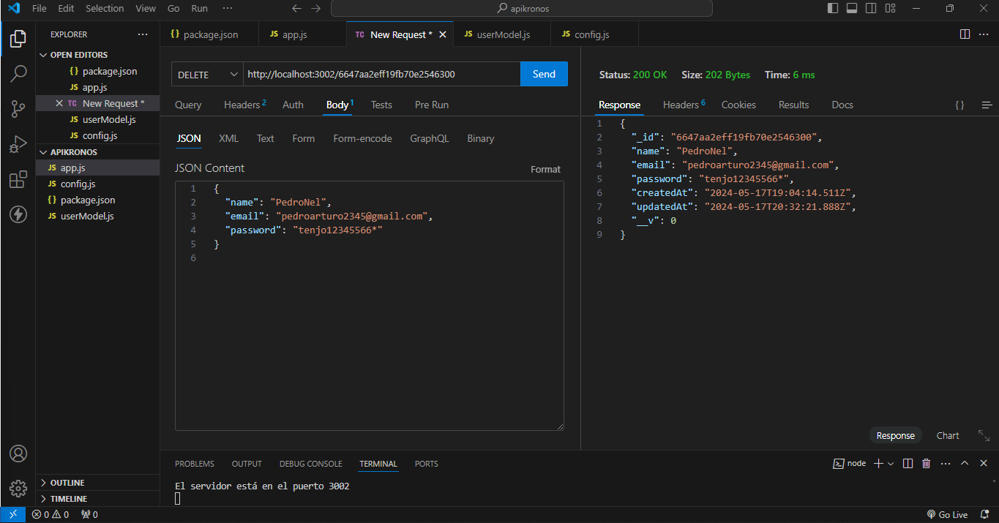 File Edit Selection View Go Run ··· apikronos
EXPLORER ···
OPEN EDITORS
{} package.json
JS app.js
TC New Request *
JS userModel.js
JS config.js
APIKRONOS
JS app.js
JS config.js
{} package.json
JS userModel.js
OUTLINE
TIMELINE
{} package.json JS app.js TC New Request * JS userModel.js JS config.js ···
DELETE http://localhost:3002/6647aa2eff19fb70e2546300 Send
Query Headers 2 Auth Body 1 Tests Pre Run
JSON XML Text Form Form-encode GraphQL Binary
JSON Content Format
1 {
2 "name": "PedroNel",
3 "email": "pedroarturo2345@gmail.com",
4 "password": "tenjo12345566*"
5 }
6
Status: 200 OK Size: 202 Bytes Time: 6 ms
Response Headers 6 Cookies Results Docs {}
1 {
2 "_id": "6647aa2eff19fb70e2546300",
3 "name": "PedroNel",
4 "email": "pedroarturo2345@gmail.com",
5 "password": "tenjo12345566*",
6 "createdAt": "2024-05-17T19:04:14.511Z",
7 "updatedAt": "2024-05-17T20:32:21.888Z",
8 "__v": 0
9 }
Response Chart
PROBLEMS OUTPUT DEBUG CONSOLE TERMINAL PORTS node ···
El servidor está en el puerto 3002
0 0 0 Go Live